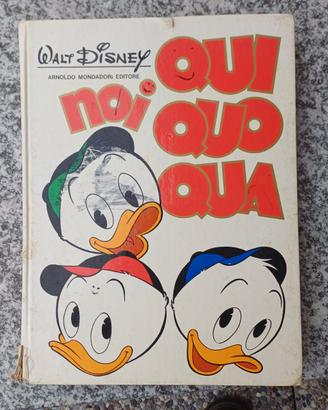 WALT DISNEY
ARNOLDO MONDADORI EDITORE
noi QUI
QUO
QUA